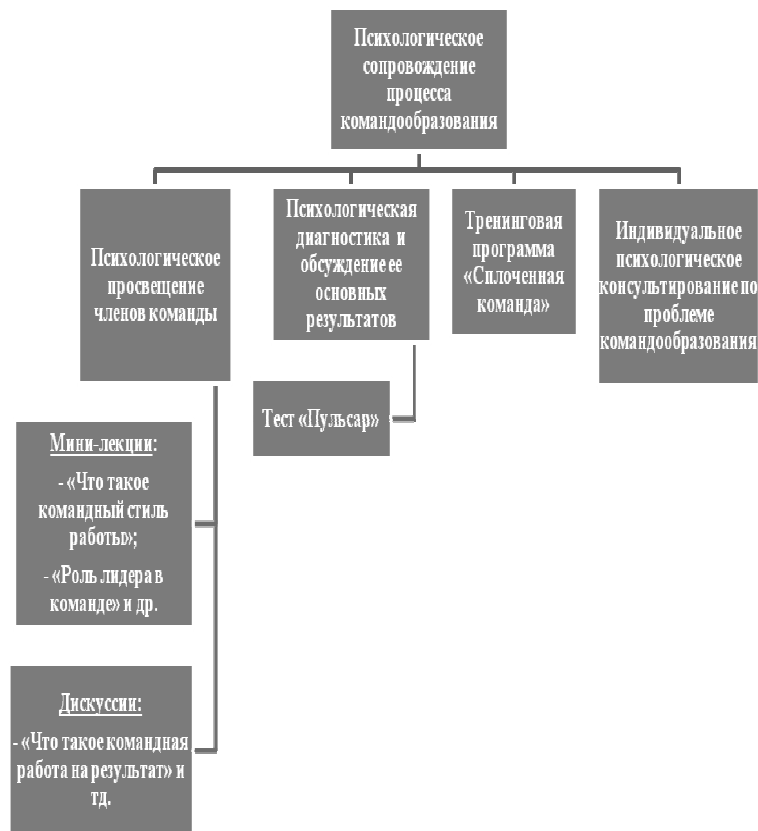 Психологическое
сопровождение
процесса
командообразования
Психологическое
просвещение
членов команды
Психологическая
диагностика и
обсуждение ее
основных
результатов
Тренинговая
программа
«Сплоченная
команда»
Индивидуальное
психологическое
консультирование по
проблеме
командообразования
Тест «Пульсар»
Мини-лекции:
- «Что такое
командный стиль
работы»;
- «Роль лидера в
команде» и др.
Дискуссии:
- «Что такое командная
работа на результат» и
тд.